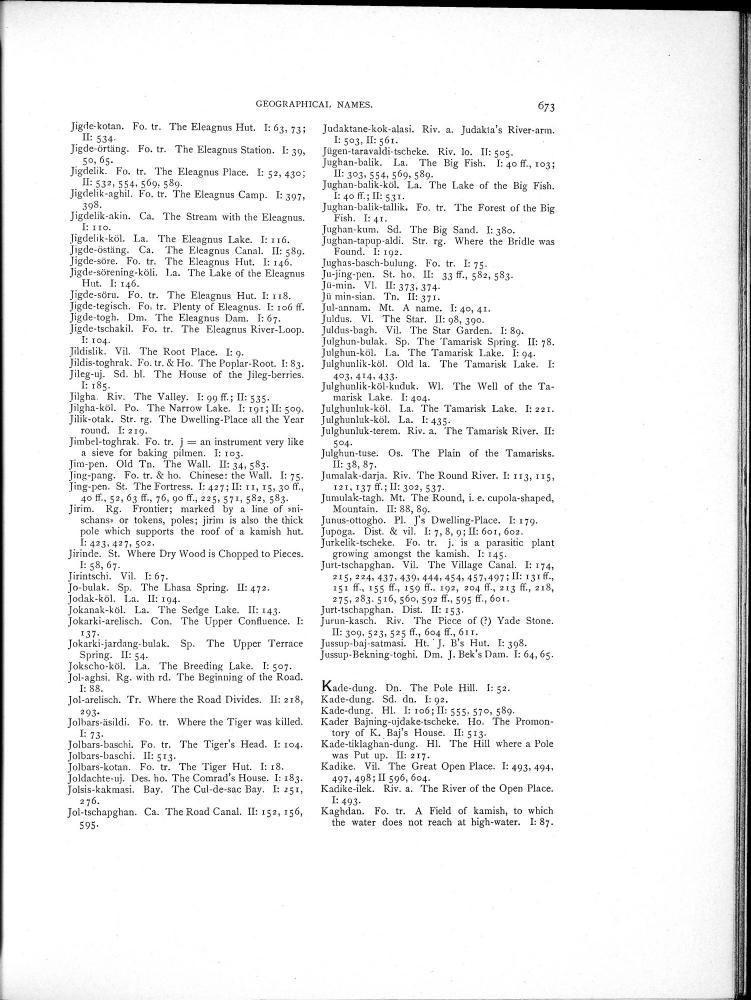 GEOGRAPHICAL NAMES.
673
Jigde-kotan. Fo. tr. The Eleagnus Hut. I: 63, 73;
II: 534.
Jigde-örtäng. Fo. tr. The Eleagnus Station. I: 39,
50, 65.
Jigdelik. Fo. tr. The Eleagnus Place. I: 52, 430;
II: 532, 554, 569, 589.
Jigdelik-aghil. Fo. tr. The Eleagnus Camp. I: 397,
398.
Jigdelik-akin. Ca. The Stream with the Eleagnus.
I: 110.
Jigdelik-köl. La. The Eleagnus Lake. I: 116.
Jigde-östäng. Ca. The Eleagnus Canal. II: 589.
Jigde-söre. Fo. tr. The Eleagnus Hut. I: 146.
Jigde-sörening-köli. La. The Lake of the Eleagnus
Hut. I: 146.
Jigde-söru. Fo. tr. The Eleagnus Hut. I: 118.
Jigde-tegisch. Fo. tr. Plenty of Eleagnus. I: 106 ff.
Jigde-togh. Dm. The Eleagnus Dam. I: 67.
Jigde-tschakil. Fo. tr. The Eleagnus River-Loop.
I: 104.
Jildislik. Vil. The Root Place. I: 9.
Jildis-toghrak. Fo. tr. & Ho. The Poplar-Root. I: 83.
Jileg-uj. Sd. hl. The House of the Jileg-berries.
I: 185.
Jilgha. Riv. The Valley. I: 99 ff.; II: 535.
Jilgha-köl. Po. The Narrow Lake. I: 191; II: 509.
Jilik-otak. Str. rg. The Dwelling-Place all the Year
round. I: 219.
Jimbel-toghrak. Fo. tr. j = an instrument very like
a sieve for baking pilmen. I: 103.
Jim-pen. Old Tn. The Wall. II: 34, 583.
Jing-pang. Fo. tr. & ho. Chinese: the Wall. I: 75.
Jing-pen. St. The Fortress. I: 427; II: 11, 15, 30 ff.,
40 ff., 52, 63 ff., 76, 90 ff., 225, 571, 582, 583.
Jirim. Rg. Frontier; marked by a line of »ni-
schans» or tokens, poles; jirim is also the thick
pole which supports the roof of a kamish hut.
I: 423, 427, 502.
Jirinde. St. Where Dry Wood is Chopped to Pieces.
I: 58, 67.
Jirintschi. Vil. I: 67.
Jo-bulak. Sp. The Lhasa Spring. II: 472.
Jodak-köl. La. II: 194.
Jokanak-köl. La. The Sedge Lake. II: 143.
Jokarki-arelisch. Con. The Upper Confluence. I:
137.
Jokarki-jardang-bulak. Sp. The Upper Terrace
Spring. II: 54.
Jokscho-köl. La. The Breeding Lake. I: 507.
Jol-aghsi. Rg. with rd. The Beginning of the Road.
I: 88.
Jol-arelisch. Tr. Where the Road Divides. II: 218,
293.
Jolbars-äsildi. Fo. tr. Where the Tiger was killed.
I: 73.
Jolbars-baschi. Fo. tr. The Tiger's Head. I: 104.
Jolbars-baschi. II: 513.
Jolbars-kotan. Fo. tr. The Tiger Hut. I: 18.
Joldachte-uj. Des. ho. The Comrad's House. I: 183.
Jolsis-kakmasi. Bay. The Cul-de-sac Bay. I: 251,
276.
Jol-tschapghan. Ca. The Road Canal. II: 152, 156,
595.
Judaktane-kok-alasi. Riv. a. Judakta's River-arm.
I: 503, II: 561.
Jügen-taravaldi-tscheke. Riv. lo. II: 505.
Jughan-balik. La. The Big Fish. I: 40 ff., 103;
II: 303, 554, 569, 589.
Jughan-balik-köl. La. The Lake of the Big Fish.
I: 40 ff.; II: 531.
Jughan-balik-tallik. Fo. tr. The Forest of the Big
Fish. I: 41.
Jughan-kum. Sd. The Big Sand. I: 380.
Jughan-tapup-aldi. Str. rg. Where the Bridle was
Found. I: 192.
Jughas-basch-bulung. Fo. tr. I: 75.
Ju-jing-pen. St. ho. II: 33 ff., 582, 583.
Jü-min. Vl. II: 373, 374.
Jü min-sian. Tn. II: 371.
Jul-annam. Mt. A name. I: 40, 41.
Juldus. Vl. The Star. II: 98, 390.
Juldus-bagh. Vil. The Star Garden. I: 89.
Julghun-bulak. Sp. The Tamarisk Spring. II: 78.
Julghun-köl. La. The Tamarisk Lake. I: 94.
Julghunlik-köl. Old la. The Tamarisk Lake. I:
403, 414, 433.
Julghunlik-köl-kuduk. Wl. The Well of the Ta-
marisk Lake. I: 404.
Julghunluk-köl. La. The Tamarisk Lake. I: 221.
Julghunluk-köl. La. I: 435.
Julghunluk-terem. Riv. a. The Tamarisk River. II:
504.
Julghun-tuse. Os. The Plain of the Tamarisks.
II: 38, 87.
Jumalak-darja. Riv. The Round River. I: 113, 115,
121, 137 ff.; II: 302, 537.
Jumulak-tagh. Mt. The Round, i. e. cupola-shaped,
Mountain. II: 88, 89.
Junus-ottogho. Pl. J's Dwelling-Place. I: 179.
Jupoga. Dist. & vil. I: 7, 8, 9; II: 601, 602.
Jurkelik-tscheke. Fo. tr. j. is a parasitic plant
growing amongst the kamish. I: 145.
Jurt-tschapghan. Vil. The Village Canal. I: 174,
215, 224, 437, 439, 444, 454, 457, 497; II: 131 ff.,
151 ff., 155 ff., 159 ff., 192, 204 ff., 213 ff., 218,
275, 283, 516, 560, 592 ff., 595 ff., 601.
Jurt-tschapghan. Dist. II: 153.
Jurun-kasch. Riv. The Piece of (?) Yade Stone.
II: 309, 523, 525 ff., 604 ff., 611.
Jussup-baj-satmasi. Ht. J. B's Hut. I: 398.
Jussup-Bekning-toghi. Dm. J. Bek's Dam. I: 64, 65.
Kade-dung. Dn. The Pole Hill. I: 52.
Kade-dung. Sd. dn. I: 92.
Kade-dung. Hl. I: 106; II: 555, 570, 589.
Kader Bajning-ujdake-tscheke. Ho. The Promon-
tory of K. Baj's House. II: 513.
Kade-tiklaghan-dung. Hl. The Hill where a Pole
was Put up. II: 217.
Kadike. Vil. The Great Open Place. I: 493, 494,
497, 498; II 596, 604.
Kadike-ilek. Riv. a. The River of the Open Place.
I: 493.
Kaghdan. Fo. tr. A Field of kamish, to which
the water does not reach at high-water. I: 87.